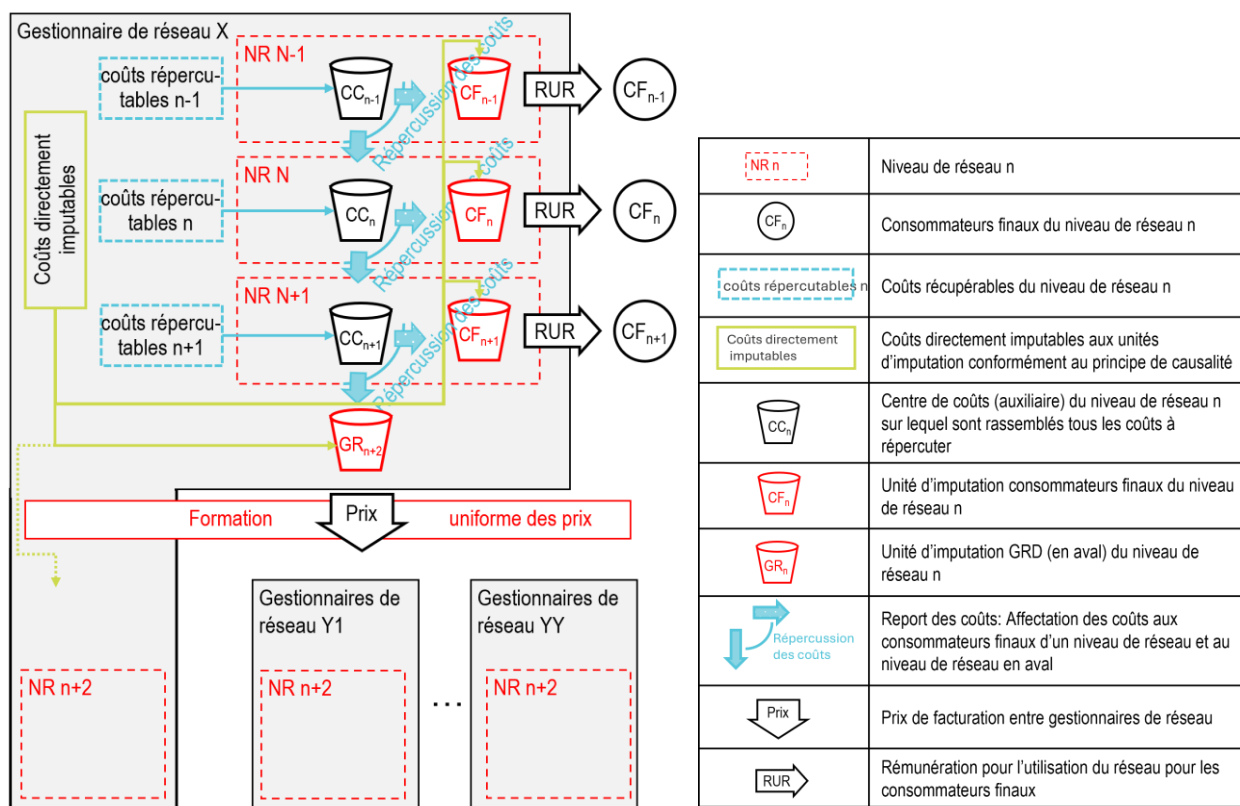 Gestionnaire de réseau X
NR N-1
coûts répercu-
tables n-1
CCn-1
Répercussion des coûts
CFn-1
RUR
CFn-1
Coûts directement
imputables
NR N
coûts répercu-
tables n
CCn
Répercussion des coûts
CFn
RUR
CFn
NR N+1
coûts répercu-
tables n+1
CCn+1
Répercussion des coûts
CFn+1
RUR
CFn+1
GRn+2
Formation
Prix
uniforme des prix
NR n+2
Gestionnaires de
réseau Y1
NR n+2
...
Gestionnaires de
réseau YY
NR n+2
NR n
Niveau de réseau n
CFn
Consommateurs finaux du niveau de réseau n
coûts répercutables n
Coûts récupérables du niveau de réseau n
Coûts directement
imputables
Coûts directement imputables aux unités
d’imputation conformément au principe de causalité
CCn
Centre de coûts (auxiliaire) du niveau de réseau n
sur lequel sont rassemblés tous les coûts à
répercuter
CFn
Unité d’imputation consommateurs finaux du niveau
de réseau n
GRn
Unité d’imputation GRD (en aval) du niveau de
réseau n
Répercussion
des coûts
Report des coûts: Affectation des coûts aux
consommateurs finaux d’un niveau de réseau et au
niveau de réseau en aval
Prix
Prix de facturation entre gestionnaires de réseau
RUR
Rémunération pour l’utilisation du réseau pour les
consommateurs finaux